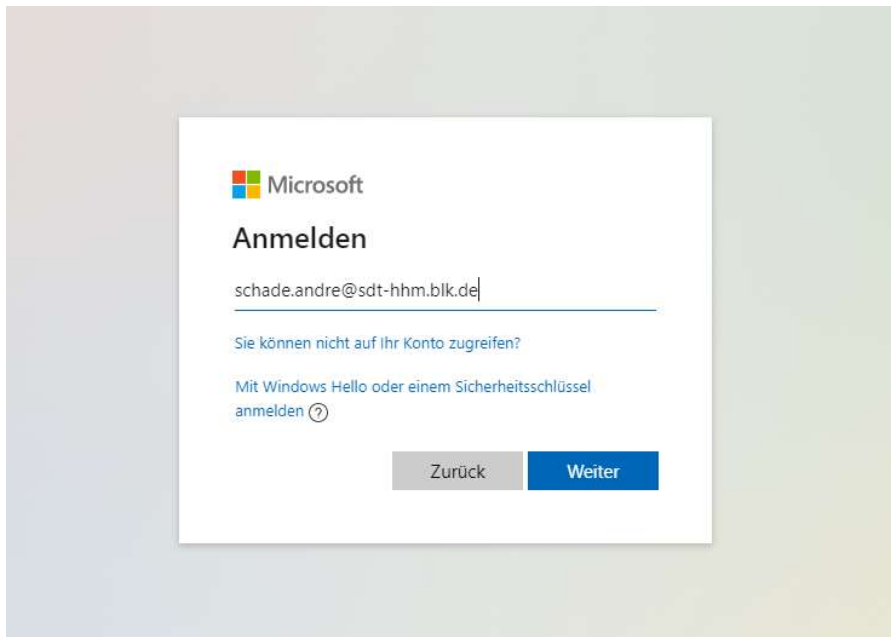 Microsoft
Anmelden
schade.andre@sdt-hhm.blk.de
Sie können nicht auf Ihr Konto zugreifen?
Mit Windows Hello oder einem Sicherheitsschlüssel
anmelden ?
Zurück Weiter